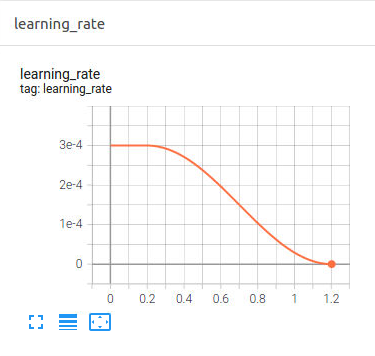 learning_rate
learning_rate
tag: learning_rate
3e-4
2e-4
1e-4
0
0 0.2 0.4 0.6 0.8 1 1.2